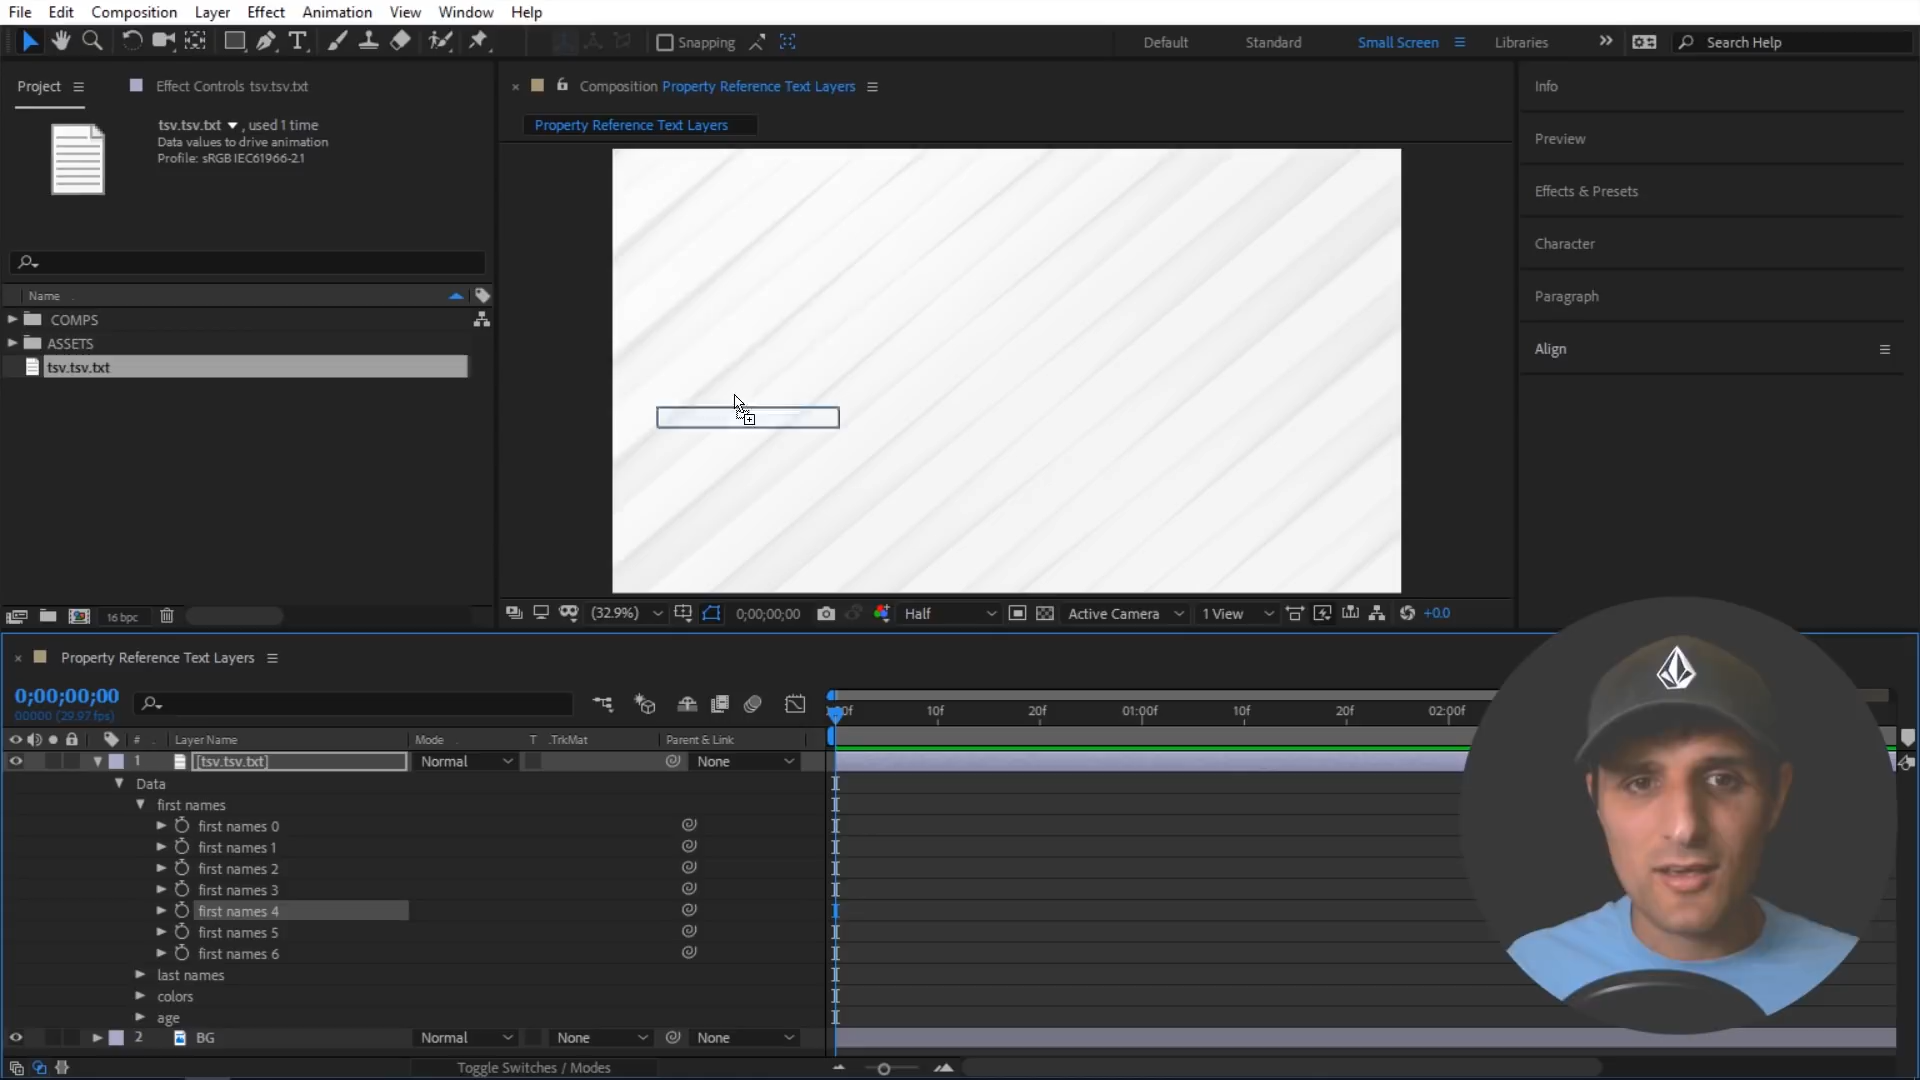 File Edit Composition Layer Effect Animation View Window Help
Snapping
Default Standard Small Screen Libraries Search Help
Project Effect Controls tsv.tsv.txt
tsv.tsv.txt , used 1 time
Data values to drive animation
Profile: sRGB IEC61966-2.1
Name
COMPS
ASSETS
tsv.tsv.txt
16 bpc
Composition Property Reference Text Layers
Property Reference Text Layers
(32.9%) 0;00;00;00 Half Active Camera 1 View +0.0
Info
Preview
Effects & Presets
Character
Paragraph
Align
Property Reference Text Layers
0;00;00;00
00000 (29.97 fps)
:00f 10f 20f 01:00f 10f 20f 02:00f
# Layer Name Mode T .TrkMat Parent & Link
1 [tsv.tsv.txt] Normal None
Data
first names
first names 0
first names 1
first names 2
first names 3
first names 4
first names 5
first names 6
last names
colors
age
2 BG Normal None None
Toggle Switches / Modes